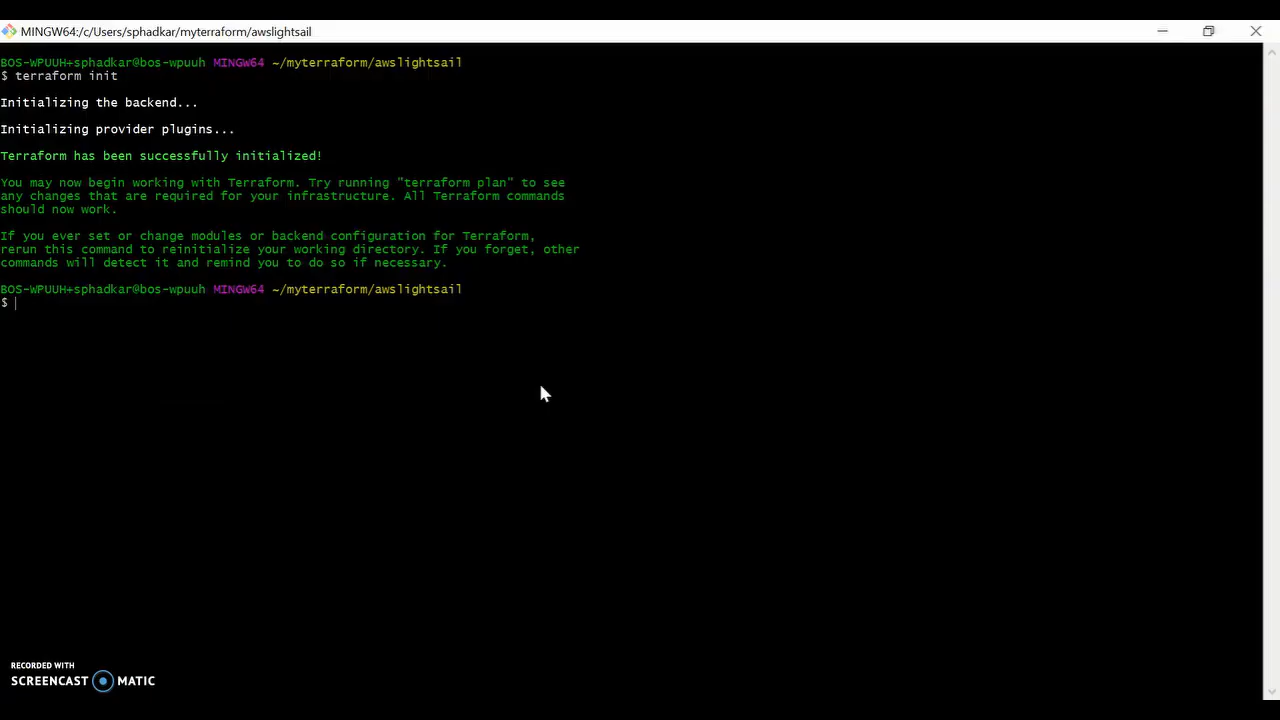 MINGW64:/c/Users/sphadkar/myterraform/awslightsail
BOS-WPUUH+sphadkar@bos-wpuuh MINGW64 ~/myterraform/awslightsail
$ terraform init
Initializing the backend...
Initializing provider plugins...
Terraform has been successfully initialized!
You may now begin working with Terraform. Try running "terraform plan" to see
any changes that are required for your infrastructure. All Terraform commands
should now work.
If you ever set or change modules or backend configuration for Terraform,
rerun this command to reinitialize your working directory. If you forget, other
commands will detect it and remind you to do so if necessary.
BOS-WPUUH+sphadkar@bos-wpuuh MINGW64 ~/myterraform/awslightsail
$
RECORDED WITH
SCREENCAST MATIC